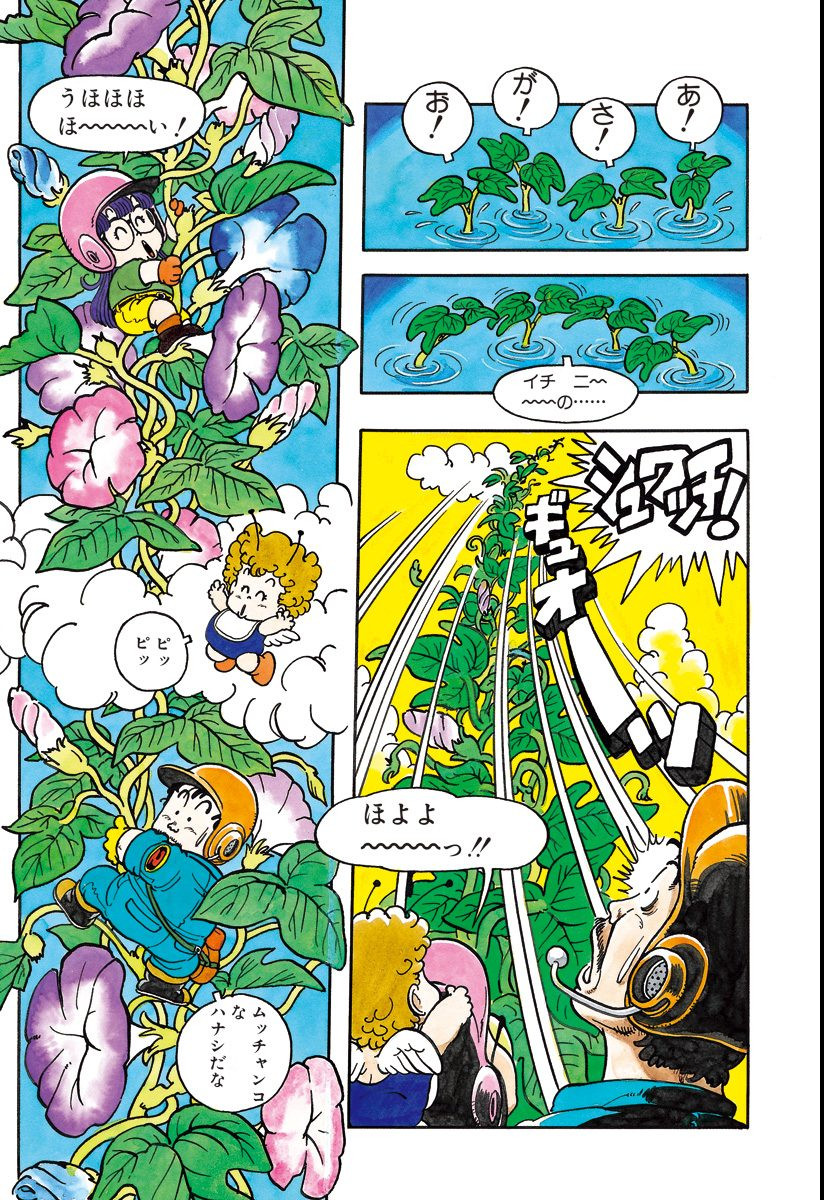 あ！
さ！
が！
お！
イチ　ニ〜
〜〜〜の……
シュワッチ！
ギュオーッ
ほよよ
〜〜〜〜〜っ!!
うほほほ
ほ〜〜〜〜〜い！
ピッ
ピッ
ムッチャンコ
な
ハナシだな